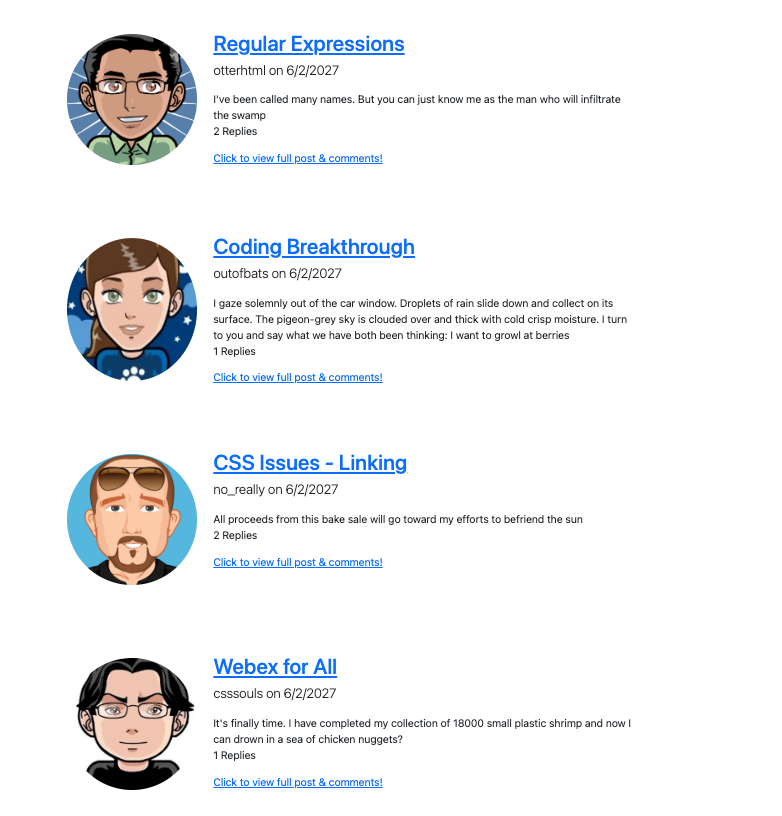 Regular Expressions
otterhtml on 6/2/2027
I've been called many names. But you can just know me as the man who will infiltrate
the swamp
2 Replies
Click to view full post & comments!
Coding Breakthrough
outofbats on 6/2/2027
I gaze solemnly out of the car window. Droplets of rain slide down and collect on its
surface. The pigeon-grey sky is clouded over and thick with cold crisp moisture. I turn
to you and say what we have both been thinking: I want to growl at berries
1 Replies
Click to view full post & comments!
CSS Issues - Linking
no_really on 6/2/2027
All proceeds from this bake sale will go toward my efforts to befriend the sun
2 Replies
Click to view full post & comments!
Webex for All
csssouls on 6/2/2027
It's finally time. I have completed my collection of 18000 small plastic shrimp and now I
can drown in a sea of chicken nuggets?
1 Replies
Click to view full post & comments!